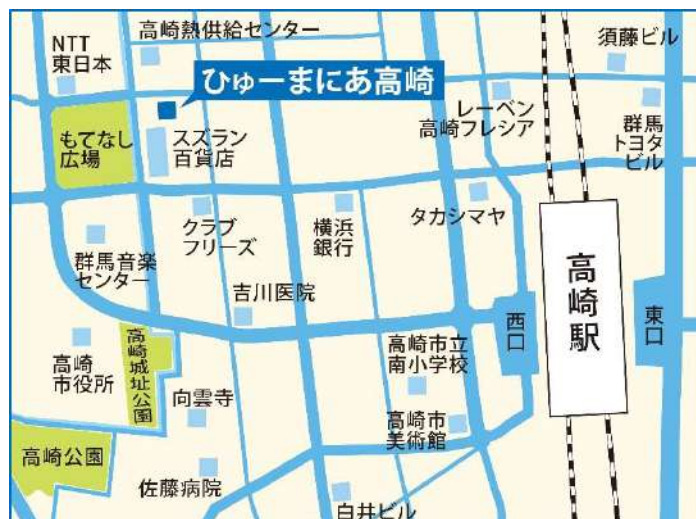 高崎熱供給センター
NTT
東日本
須藤ビル
ひゅーまにあ高崎
レーベン
高崎フレシア
群馬
トヨタ
ビル
もてなし
広場
スズラン
百貨店
タカシマヤ
クラブ
フリーズ
横浜
銀行
群馬音楽
センター
吉川医院
高崎駅
西口
東口
高崎
市役所
高崎城址公園
高崎市立
南小学校
向雲寺
高崎市
美術館
高崎公園
佐藤病院
白井ビル